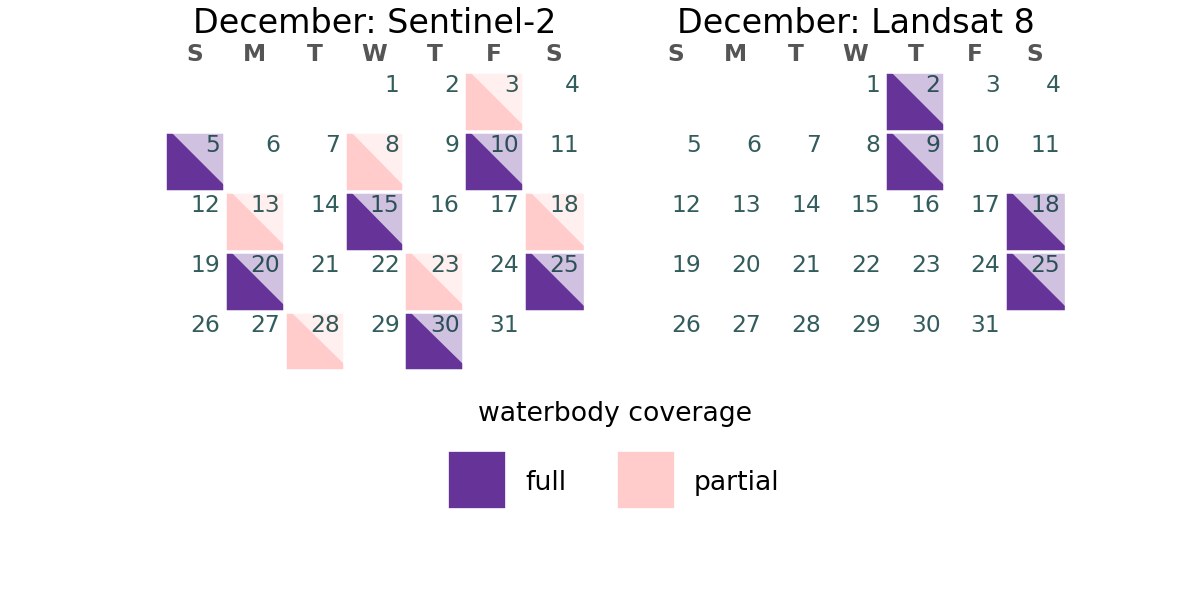 December: Sentinel-2
S M T W T F S
1 2 3 4
5 6 7 8 9 10 11
12 13 14 15 16 17 18
19 20 21 22 23 24 25
26 27 28 29 30 31
December: Landsat 8
S M T W T F S
1 2 3 4
5 6 7 8 9 10 11
12 13 14 15 16 17 18
19 20 21 22 23 24 25
26 27 28 29 30 31
waterbody coverage
full partial